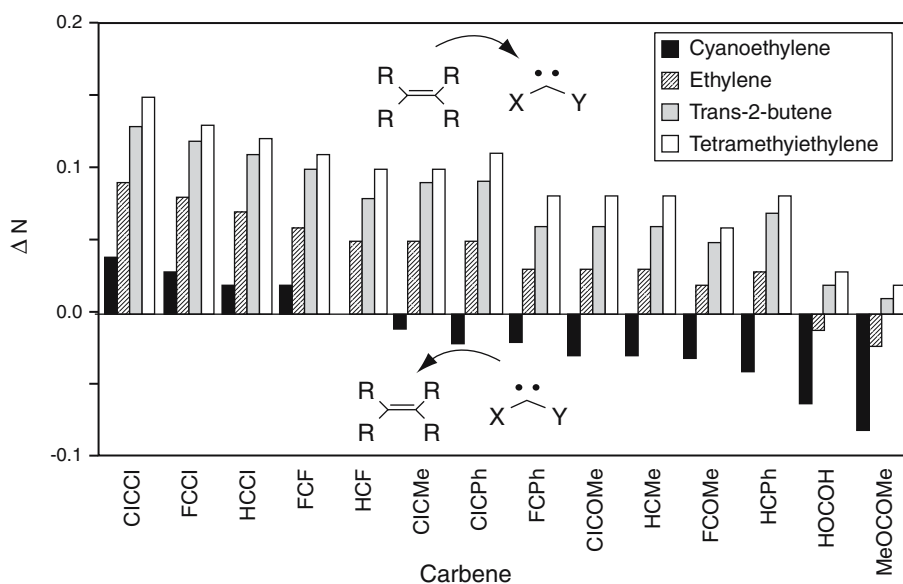 0.2
0.1
0.0
-0.1
Δ N
R R
R R
X Y
Cyanoethylene
Ethylene
Trans-2-butene
Tetramethyiethylene
R R
R R
X Y
ClCCl
FCCl
HCCl
FCF
HCF
ClCMe
ClCPh
FCPh
ClCOMe
HCMe
FCOMe
HCPh
HOCOH
MeOCOMe
Carbene